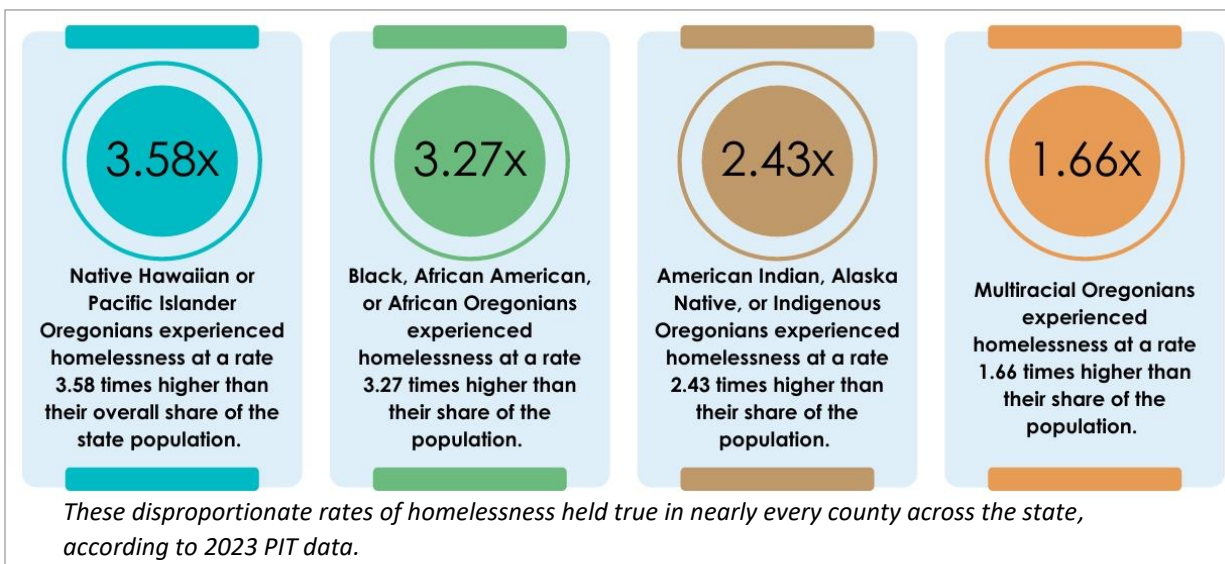 3.58x
Native Hawaiian or
Pacific Islander
Oregonians experienced
homelessness at a rate
3.58 times higher than
their overall share of the
state population.
3.27x
Black, African American,
or African Oregonians
experienced
homelessness at a rate
3.27 times higher than
their share of the
population.
2.43x
American Indian, Alaska
Native, or Indigenous
Oregonians experienced
homelessness at a rate
2.43 times higher than
their share of the
population.
1.66x
Multiracial Oregonians
experienced
homelessness at a rate
1.66 times higher than
their share of the
population.
These disproportionate rates of homelessness held true in nearly every county across the state,
according to 2023 PIT data.